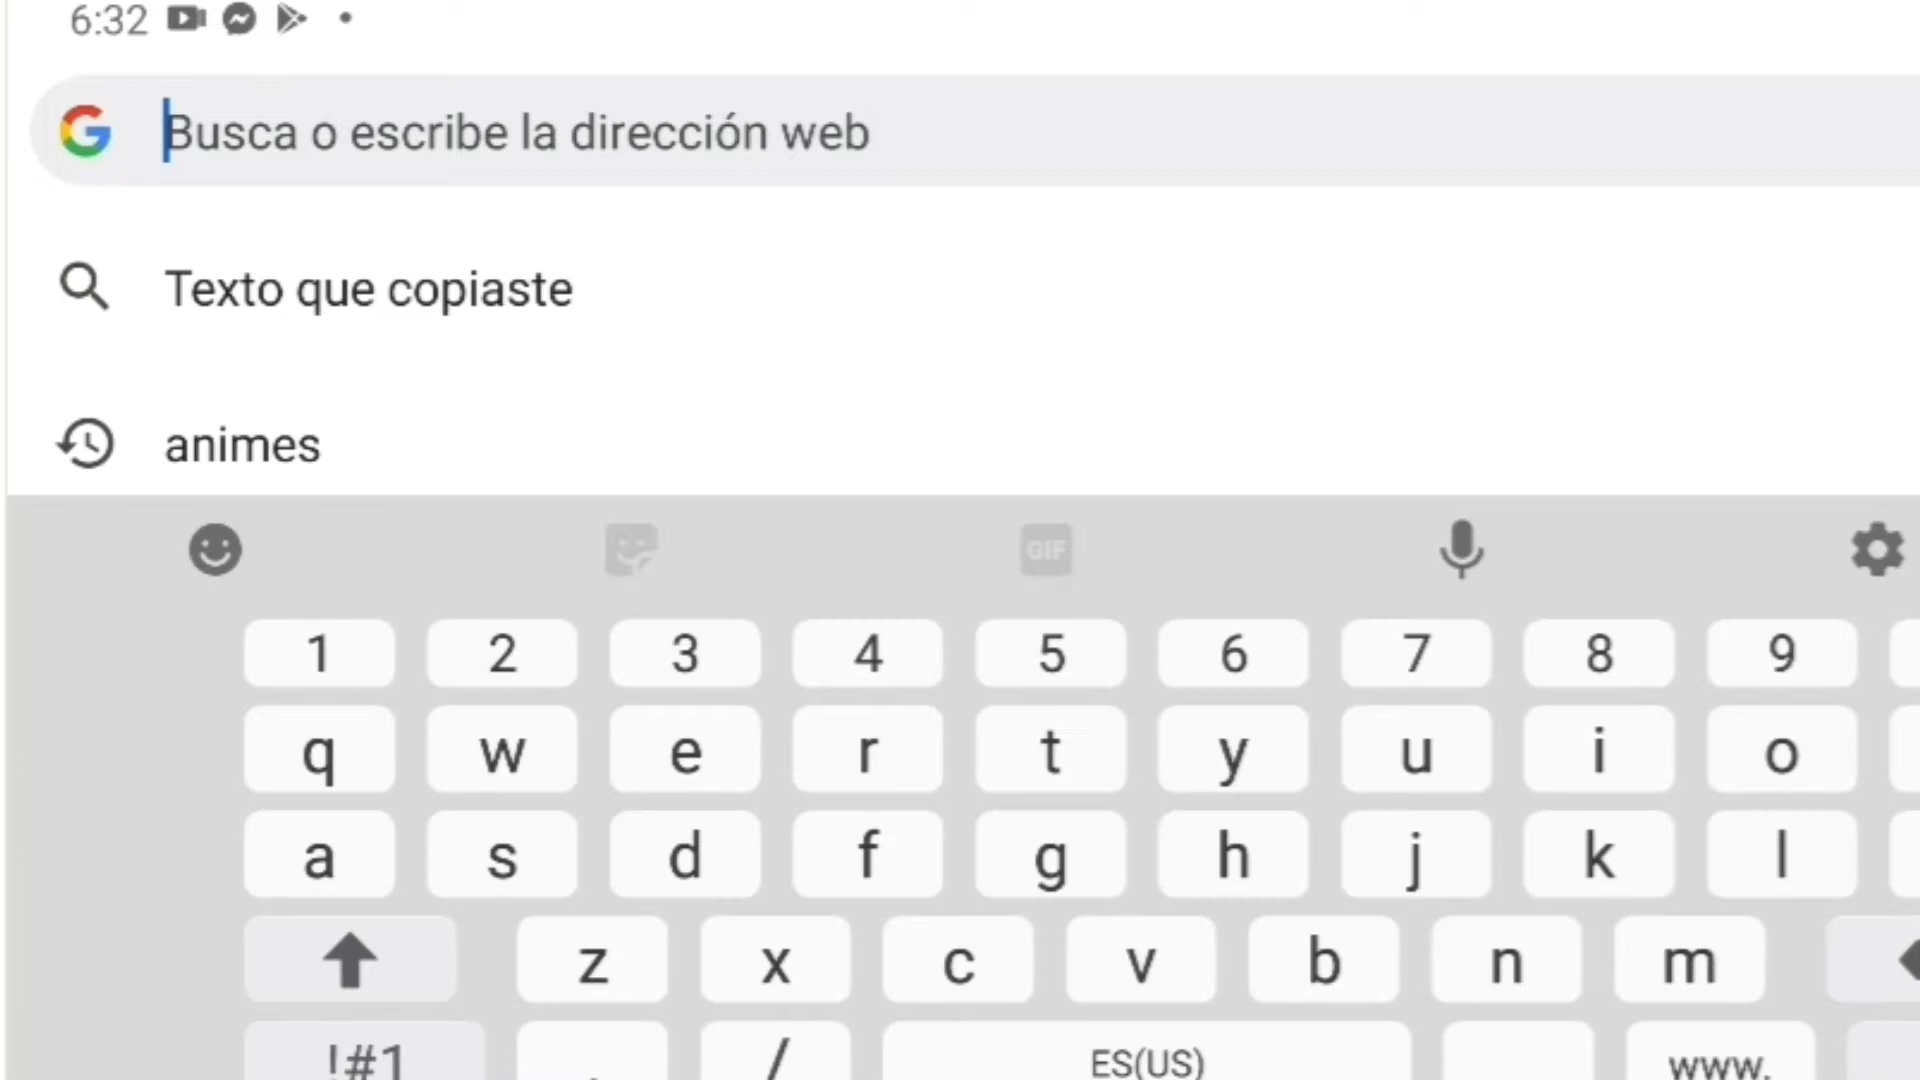 6:32
Busca o escribe la dirección web
Texto que copiaste
animes
GIF
1 2 3 4 5 6 7 8 9
q w e r t y u i o
a s d f g h j k l
z x c v b n m
!#1 / ES(US) www.